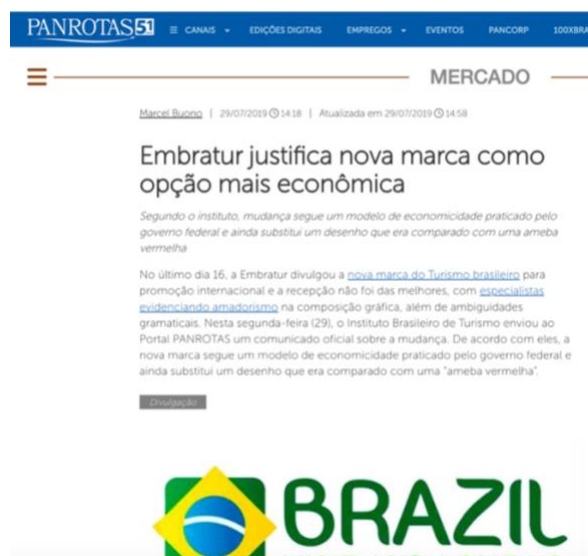 PANROTAS 51 ≡ CANAIS EDIÇÕES DIGITAIS EMPREGOS EVENTOS PANCORP 100XBRA
MERCADO
Marcel Buono | 29/07/2019 14:18 | Atualizada em 29/07/2019 14:58
Embratur justifica nova marca como
opção mais econômica
Segundo o instituto, mudança segue um modelo de economicidade praticado pelo
governo federal e ainda substitui um desenho que era comparado com uma ameba
vermelha
No último dia 16, a Embratur divulgou a nova marca do Turismo brasileiro para
promoção internacional e a recepção não foi das melhores, com especialistas
evidenciando amadorismo na composição gráfica, além de ambiguidades
gramaticais. Nesta segunda-feira (29), o Instituto Brasileiro de Turismo enviou ao
Portal PANROTAS um comunicado oficial sobre a mudança. De acordo com eles, a
nova marca segue um modelo de economicidade praticado pelo governo federal e
ainda substitui um desenho que era comparado com uma "ameba vermelha".
Divulgação
BRAZIL